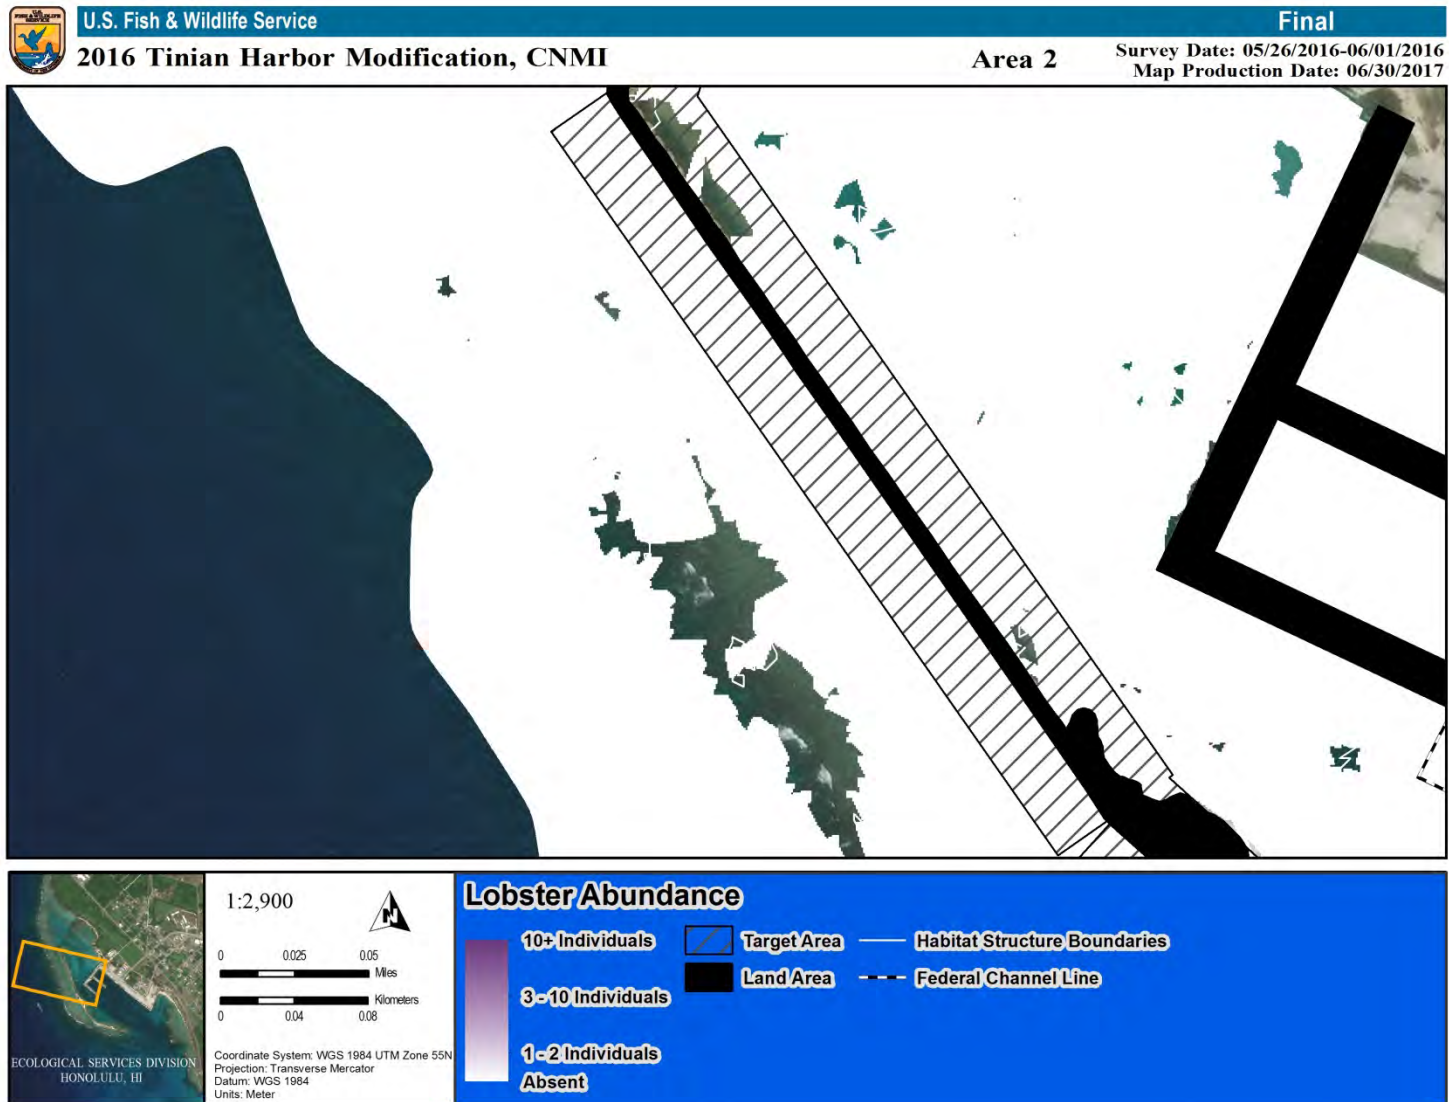 U.S.
FISH & WILDLIFE
SERVICE
U.S. Fish & Wildlife Service
Final
2016 Tinian Harbor Modification, CNMI
Area 2
Survey Date: 05/26/2016-06/01/2016
Map Production Date: 06/30/2017
ECOLOGICAL SERVICES DIVISION
HONOLULU, HI
1:2,900
N
0 0.025 0.05
Miles
Kilometers
0 0.04 0.08
Coordinate System: WGS 1984 UTM Zone 55N
Projection: Transverse Mercator
Datum: WGS 1984
Units: Meter
Lobster Abundance
10+ Individuals
3 - 10 Individuals
1 - 2 Individuals
Absent
Target Area
Land Area
Habitat Structure Boundaries
Federal Channel Line